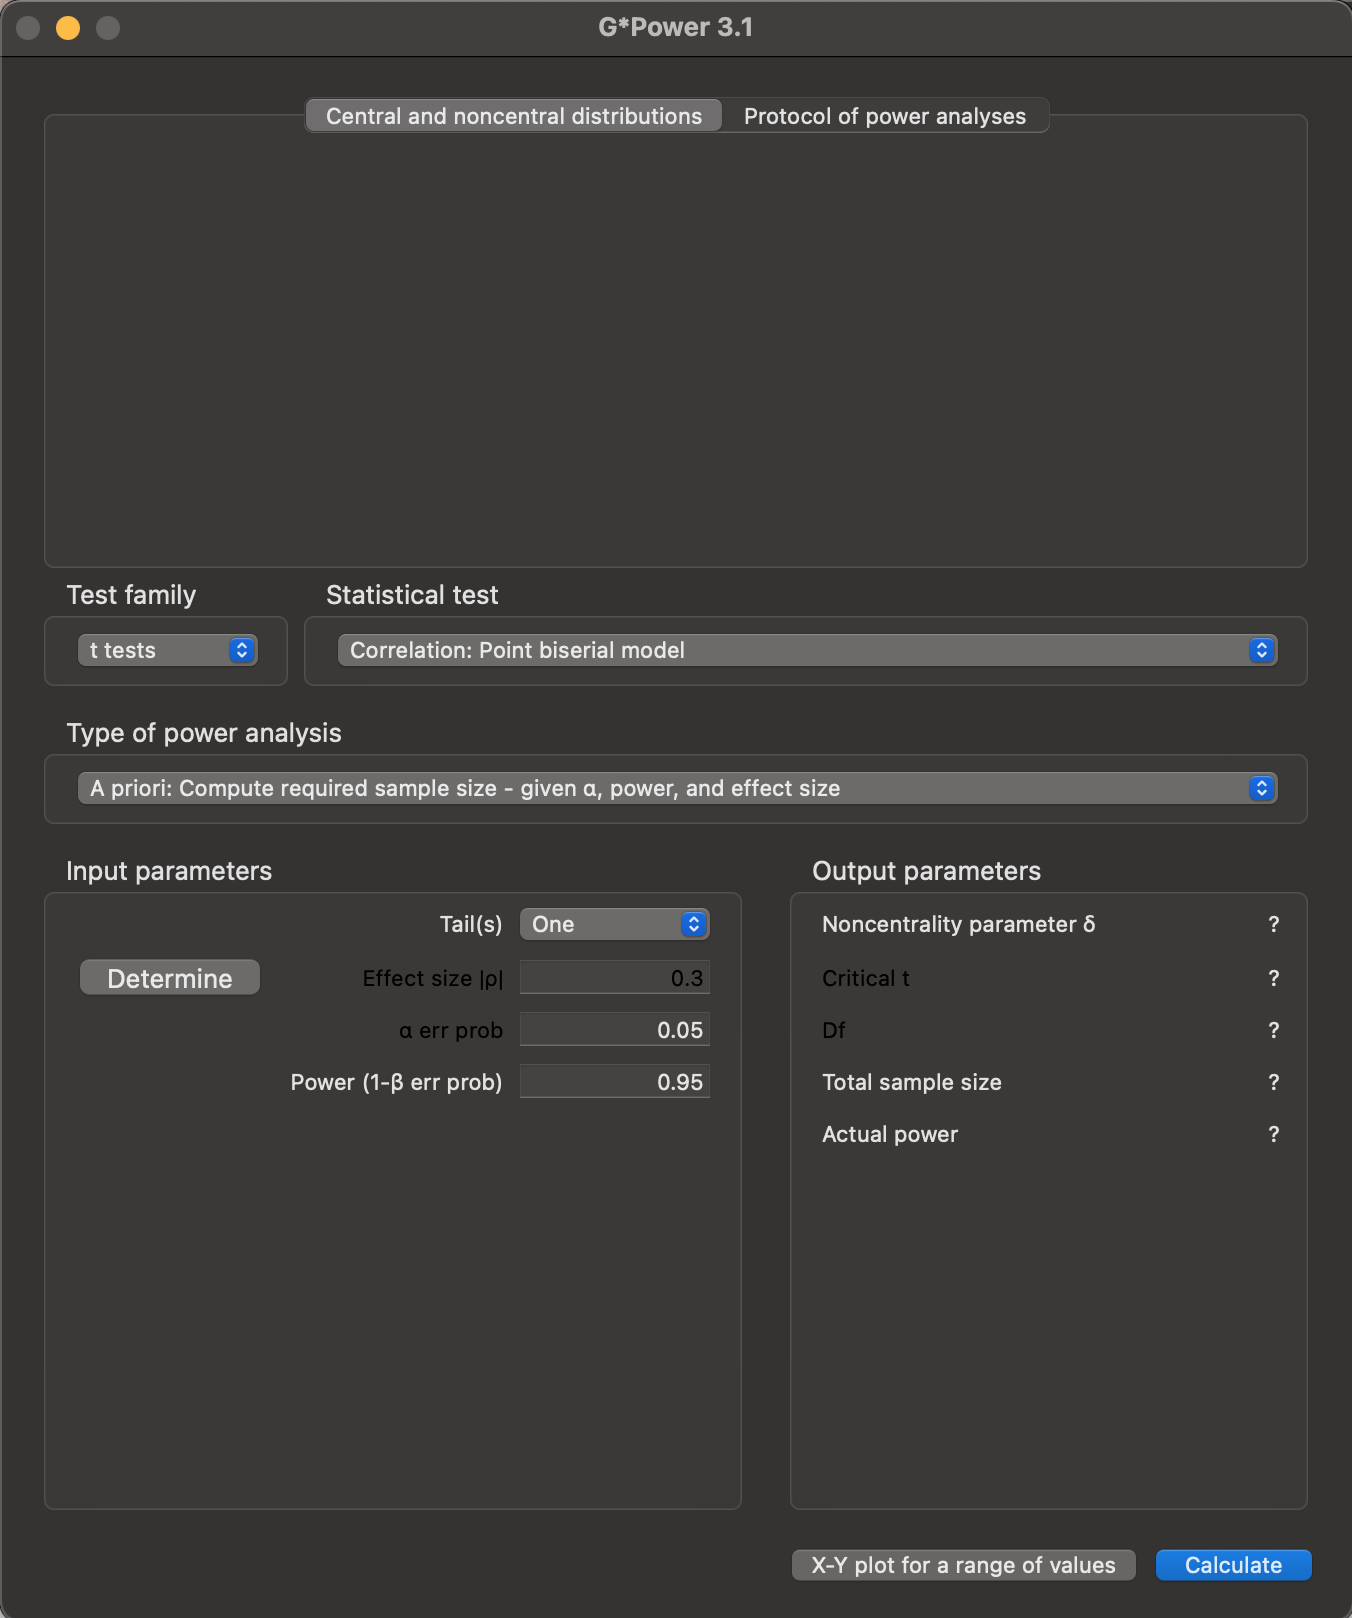 G*Power 3.1
Central and noncentral distributions Protocol of power analyses
Test family Statistical test
t tests Correlation: Point biserial model
Type of power analysis
A priori: Compute required sample size - given α, power, and effect size
Input parameters Output parameters
Tail(s) One Noncentrality parameter δ ?
Determine Effect size |ρ| 0.3 Critical t ?
α err prob 0.05 Df ?
Power (1-β err prob) 0.95 Total sample size ?
Actual power ?
X-Y plot for a range of values Calculate